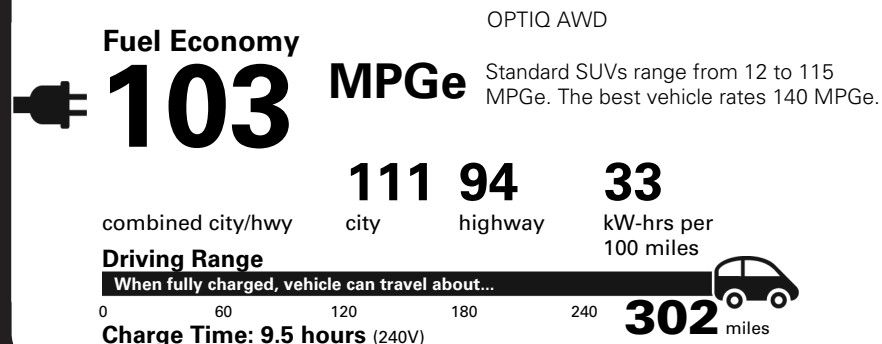 OPTIQ AWD
Fuel Economy
103 MPGe
Standard SUVs range from 12 to 115
MPGe. The best vehicle rates 140 MPGe.
111 94 33
combined city/hwy city highway kW-hrs per
100 miles
Driving Range
When fully charged, vehicle can travel about...
0 60 120 180 240 302 miles
Charge Time: 9.5 hours (240V)